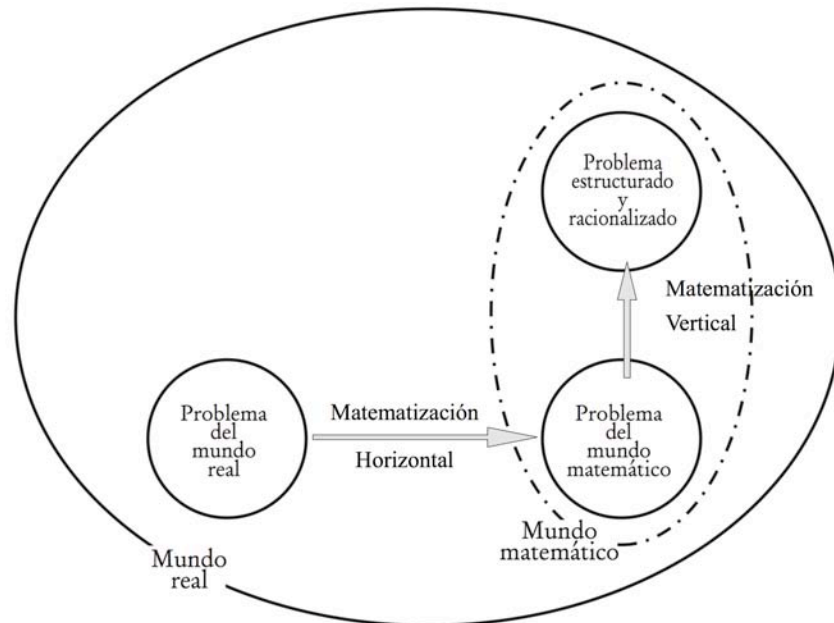 Problema
estructurado
y
racionalizado
Matematización
Vertical
Problema
del
mundo
real
Matematización
Horizontal
Problema
del
mundo
matemático
Mundo
matemático
Mundo
real